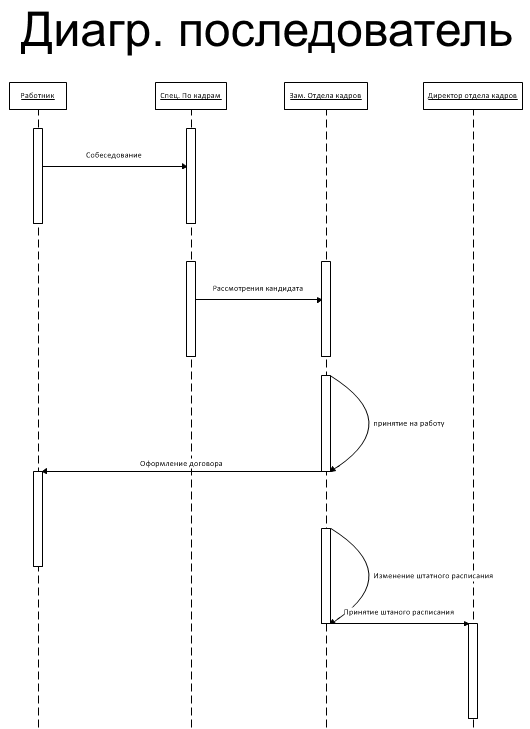 Диагр. последователь
Работник
Спец. По кадрам
Зам. Отдела кадров
Директор отдела кадров
Собеседование
Рассмотрения кандидата
принятие на работу
Оформление договора
Изменение штатного расписания
Принятие штаного расписания